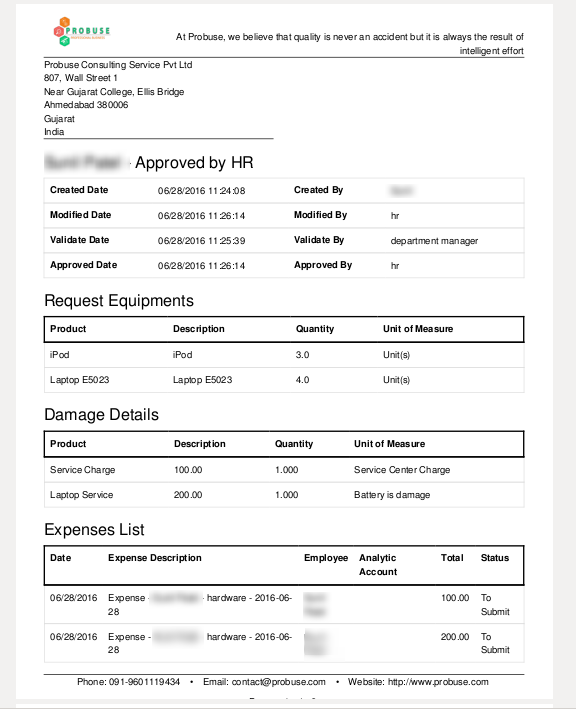 PROBUSE
At Probuse, we believe that quality is never an accident but it is always the result of
intelligent effort
Probuse Consulting Service Pvt Ltd
807, Wall Street 1
Near Gujarat College, Ellis Bridge
Ahmedabad 380006
Gujarat
India
- Approved by HR
Created Date 06/28/2016 11:24:08 Created By
Modified Date 06/28/2016 11:26:14 Modified By hr
Validate Date 06/28/2016 11:25:39 Validate By department manager
Approved Date 06/28/2016 11:26:14 Approved By hr
Request Equipments
Product Description Quantity Unit of Measure
iPod iPod 3.0 Unit(s)
Laptop E5023 Laptop E5023 4.0 Unit(s)
Damage Details
Product Description Quantity Unit of Measure
Service Charge 100.00 1.000 Service Center Charge
Laptop Service 200.00 1.000 Battery is damage
Expenses List
Date Expense Description Employee Analytic Total Status
Account
06/28/2016 Expense - - hardware - 2016-06- 100.00 To
28 Submit
06/28/2016 Expense - - hardware - 2016-06- 200.00 To
28 Submit
Phone: 091-9601119434 • Email: contact@probuse.com • Website: http://www.probuse.com